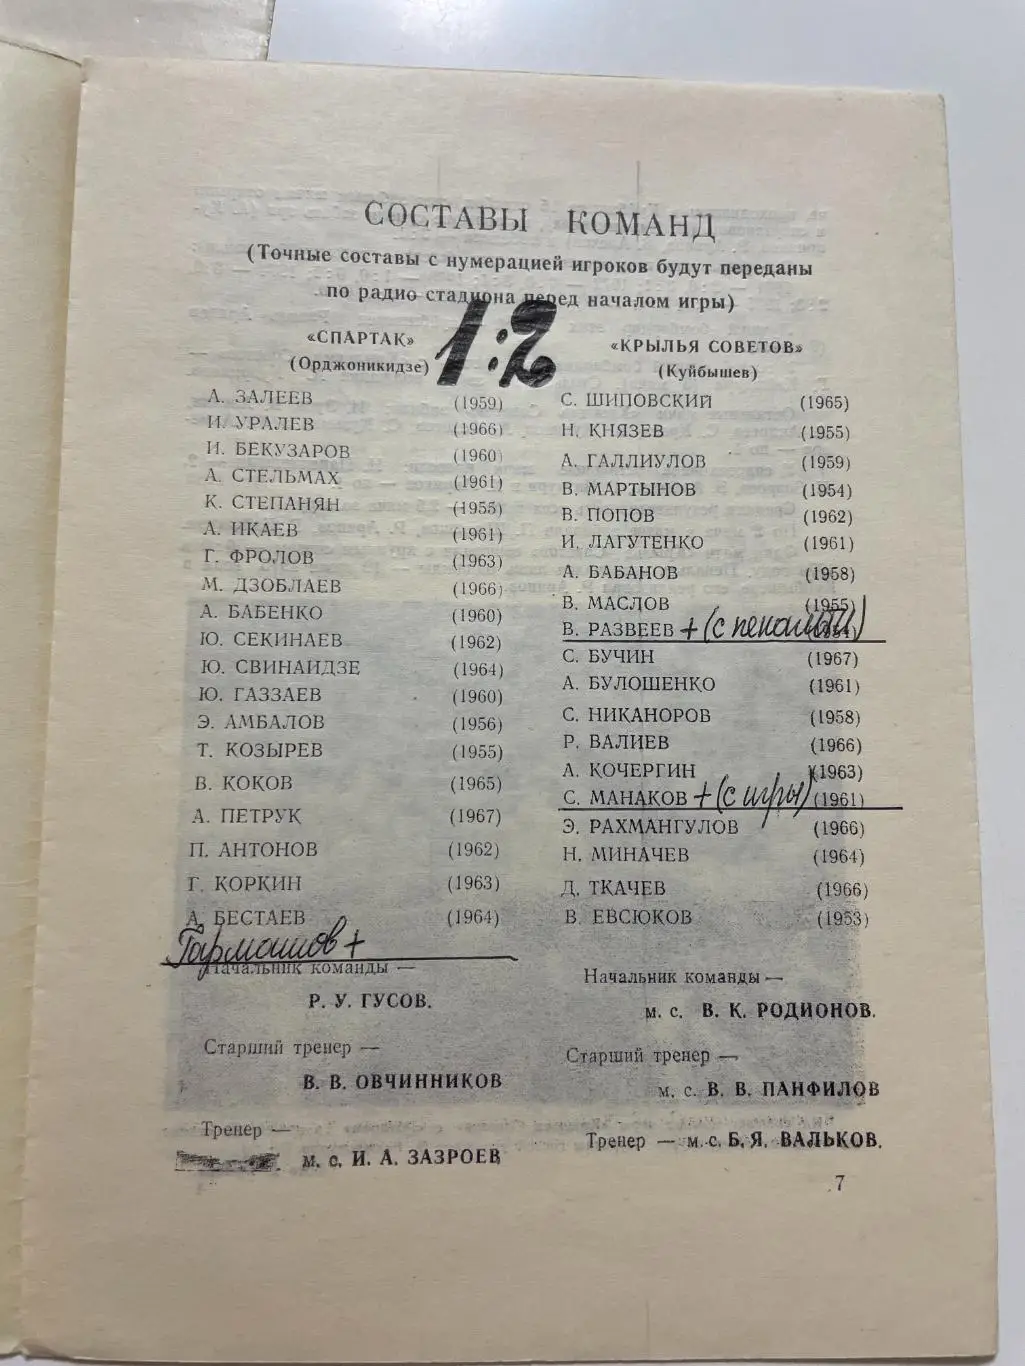 СОСТАВЫ КОМАНД
(Точные составы с нумерацией игроков будут переданы
по радио стадиона перед началом игры)
1:2
«СПАРТАК»
(Орджоникидзе)
А. ЗАЛЕЕВ (1959)
И. УРАЛЕВ (1966)
И. БЕКУЗАРОВ (1960)
А. СТЕЛЬМАХ (1961)
К. СТЕПАНЯН (1955)
А. ИКАЕВ (1961)
Г. ФРОЛОВ (1963)
М. ДЗОБЛАЕВ (1966)
А. БАБЕНКО (1960)
Ю. СЕКИНАЕВ (1962)
Ю. СВИНАИДЗЕ (1964)
Ю. ГАЗЗАЕВ (1960)
Э. АМБАЛОВ (1956)
Т. КОЗЫРЕВ (1955)
В. КОКОВ (1965)
А. ПЕТРУК (1967)
П. АНТОНОВ (1962)
Г. КОРКИН (1963)
А. БЕСТАЕВ (1964)
Гармашов +
Начальник команды —
Р. У. ГУСОВ.
Старший тренер —
В. В. ОВЧИННИКОВ
Тренер —
м. с. И. А. ЗАЗРОЕВ
«КРЫЛЬЯ СОВЕТОВ»
(Куйбышев)
С. ШИПОВСКИЙ (1965)
Н. КНЯЗЕВ (1955)
А. ГАЛЛИУЛОВ (1959)
В. МАРТЫНОВ (1954)
В. ПОПОВ (1962)
И. ЛАГУТЕНКО (1961)
А. БАБАНОВ (1958)
В. МАСЛОВ (1955)
В. РАЗВЕЕВ + (с пенальти)
С. БУЧИН (1967)
А. БУЛОШЕНКО (1961)
С. НИКАНОРОВ (1958)
Р. ВАЛИЕВ (1966)
А. КОЧЕРГИН (1963)
С. МАНАКОВ + (с игры) (1961)
Э. РАХМАНГУЛОВ (1966)
Н. МИНАЧЕВ (1964)
Д. ТКАЧЕВ (1966)
В. ЕВСЮКОВ (1953)
Начальник команды —
м. с. В. К. РОДИОНОВ.
Старший тренер —
м. с. В. В. ПАНФИЛОВ
Тренер — м. с. Б. Я. ВАЛЬКОВ.
7